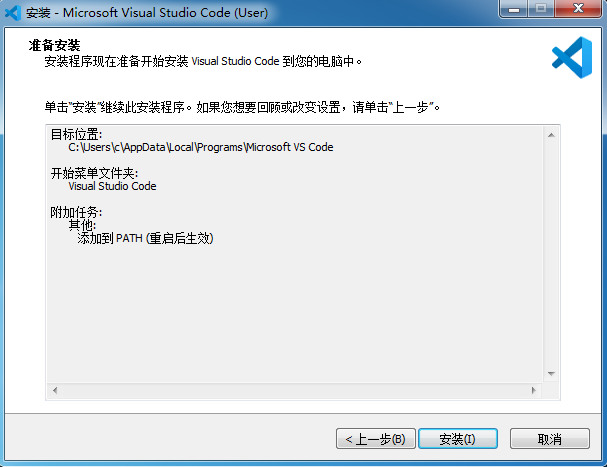 安装 - Microsoft Visual Studio Code (User)
准备安装
安装程序现在准备开始安装 Visual Studio Code 到您的电脑中。
单击“安装”继续此安装程序。如果您想要回顾或改变设置，请单击“上一步”。
目标位置:
C:\Users\c\AppData\Local\Programs\Microsoft VS Code
开始菜单文件夹:
Visual Studio Code
附加任务:
其他:
添加到 PATH (重启后生效)
< 上一步(B)
安装(I)
取消